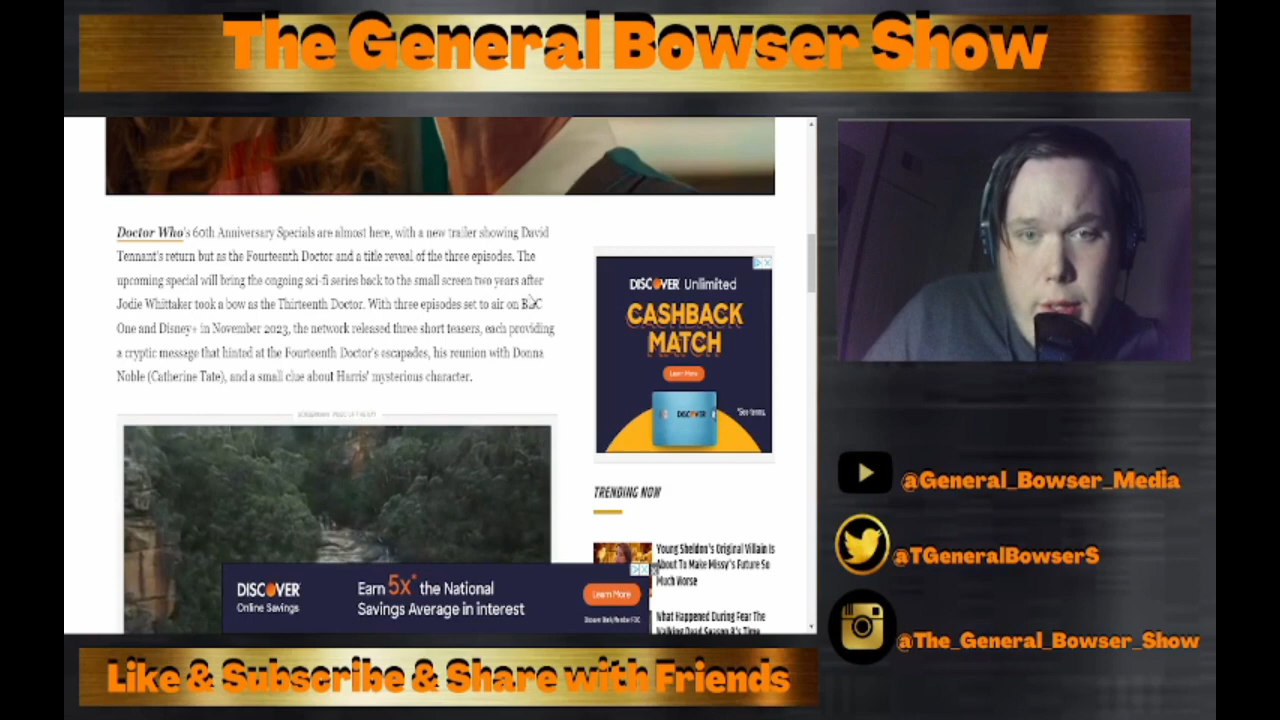 The General Bowser Show
Doctor Who's 60th Anniversary Specials are almost here, with a new trailer showing David
Tennant's return but as the Fourteenth Doctor and a title reveal of the three episodes. The
upcoming special will bring the ongoing sci-fi series back to the small screen two years after
Jodie Whittaker took a bow as the Thirteenth Doctor. With three episodes set to air on BBC
One and Disney+ in November 2023, the network released three short teasers, each providing
a cryptic message that hinted at the Fourteenth Doctor's escapades, his reunion with Donna
Noble (Catherine Tate), and a small clue about Harris' mysterious character.
DISCOVER Unlimited
CASHBACK
MATCH
Learn More
DISCOVER
*See terms.
TRENDING NOW
Young Sheldon's Original Villain Is
About To Make Missy's Future So
Much Worse
What Happened During Fear The
Walking Dead Season 8's Time
DISCOVER
Online Savings
Earn 5x* the National
Savings Average in interest
Learn More
@General_Bowser_Media
@TGeneralBowserS
@The_General_Bowser_Show
Like & Subscribe & Share with Friends